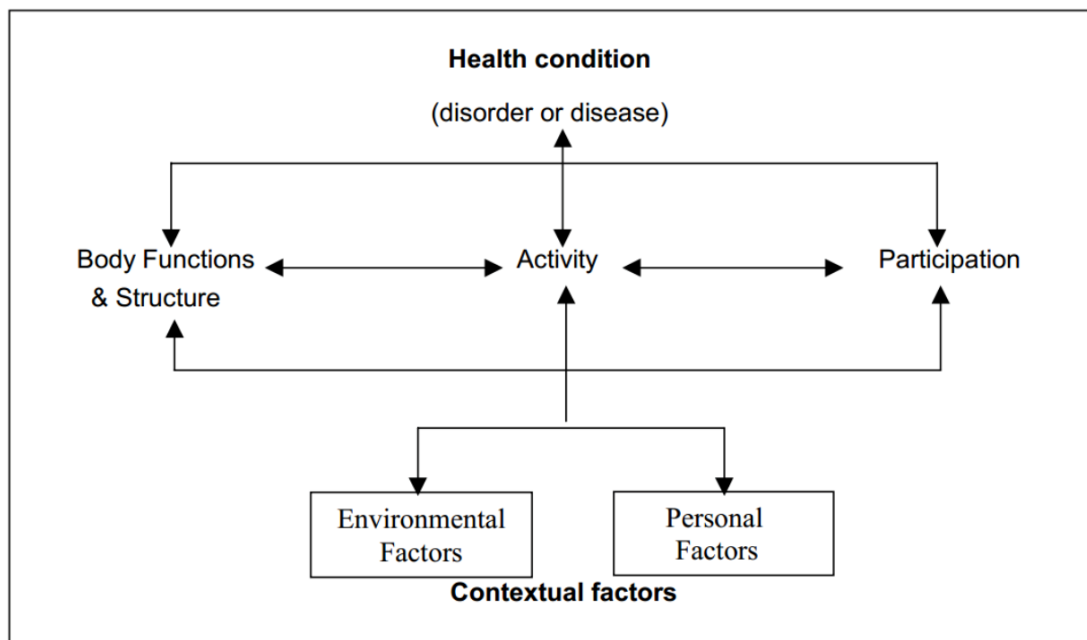 Health condition
(disorder or disease)
Body Functions
& Structure
Activity
Participation
Environmental
Factors
Personal
Factors
Contextual factors